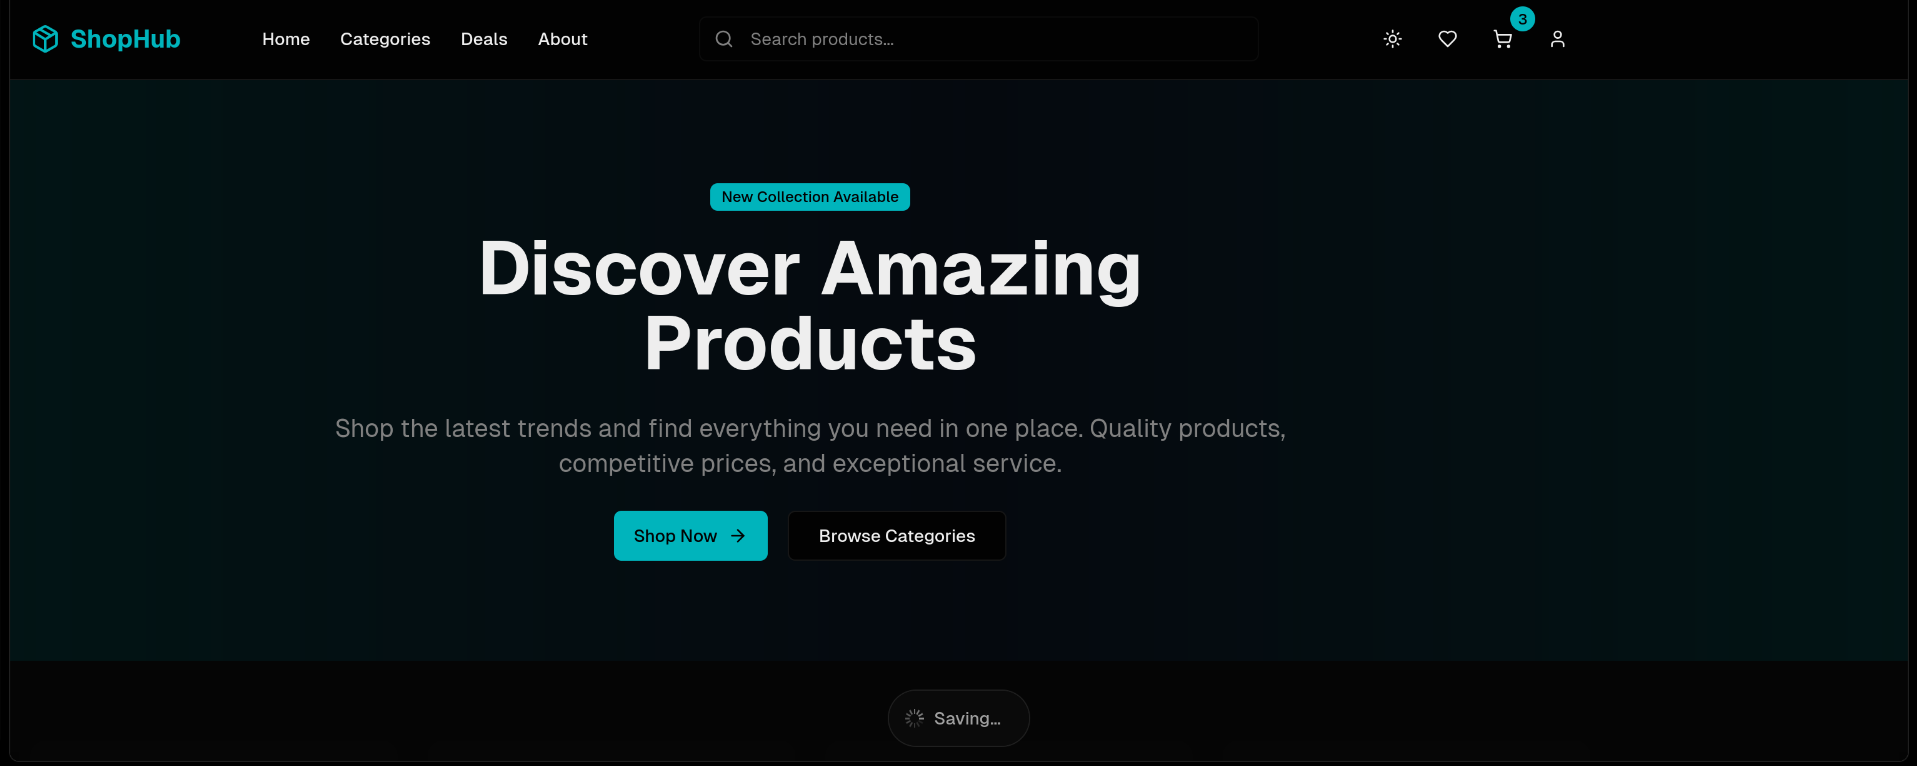 ShopHub
Home
Categories
Deals
About
Search products...
3
New Collection Available
Discover Amazing
Products
Shop the latest trends and find everything you need in one place. Quality products,
competitive prices, and exceptional service.
Shop Now
Browse Categories
Saving...